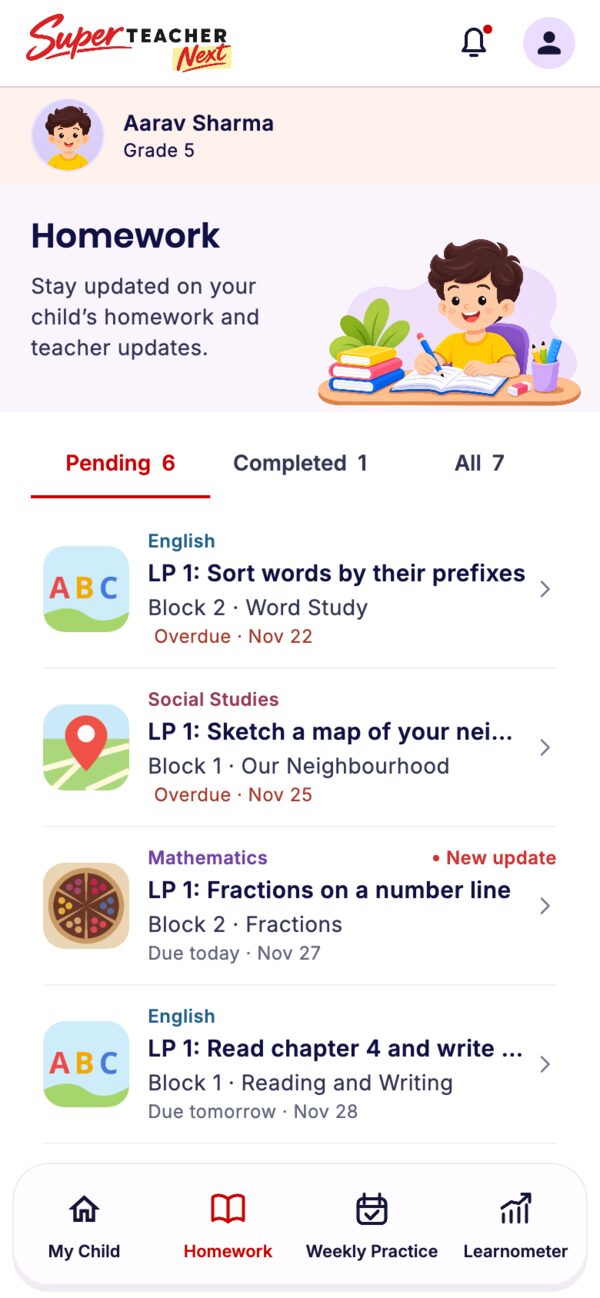 Super TEACHER
Next
Aarav Sharma
Grade 5
Homework
Stay updated on your
child’s homework and
teacher updates.
Pending 6
Completed 1
All 7
English
LP 1: Sort words by their prefixes
Block 2 · Word Study
Overdue · Nov 22
Social Studies
LP 1: Sketch a map of your nei...
Block 1 · Our Neighbourhood
Overdue · Nov 25
Mathematics
• New update
LP 1: Fractions on a number line
Block 2 · Fractions
Due today · Nov 27
English
LP 1: Read chapter 4 and write ...
Block 1 · Reading and Writing
Due tomorrow · Nov 28
My Child
Homework
Weekly Practice
Learnometer